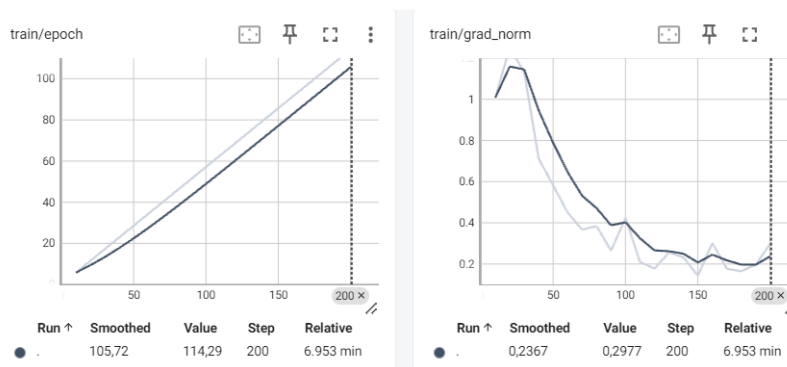 train/epoch
100
80
60
40
20
50 100 150 200 ×
Run ↑ Smoothed Value Step Relative
. 105,72 114,29 200 6.953 min
train/grad_norm
1
0.8
0.6
0.4
0.2
50 100 150 200 ×
Run ↑ Smoothed Value Step Relative
. 0,2367 0,2977 200 6.953 min